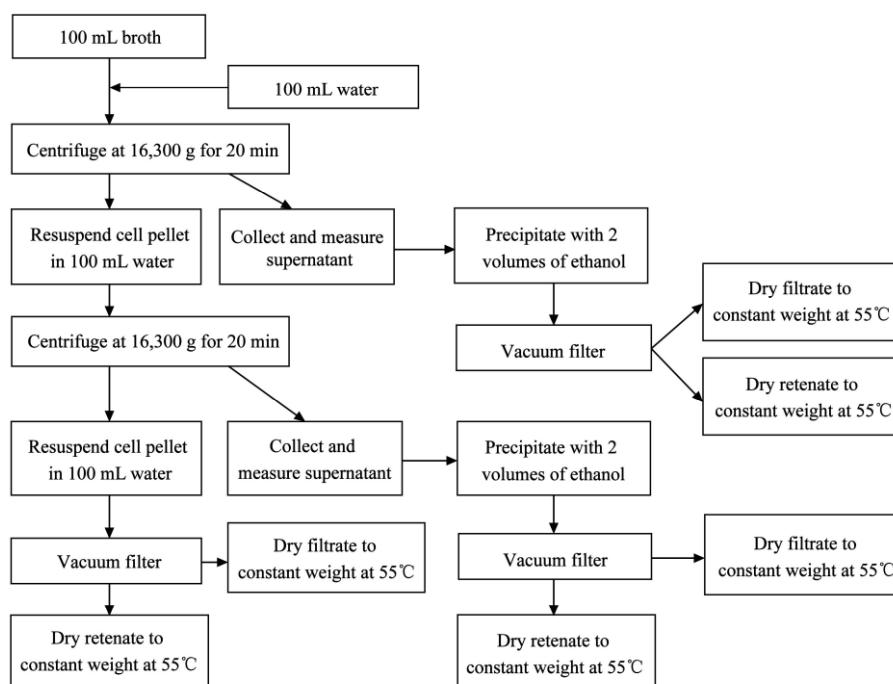 100 mL broth
100 mL water
Centrifuge at 16,300 g for 20 min
Resuspend cell pellet
in 100 mL water
Collect and measure
supernatant
Precipitate with 2
volumes of ethanol
Dry filtrate to
constant weight at 55℃
Vacuum filter
Dry retenate to
constant weight at 55℃
Centrifuge at 16,300 g for 20 min
Resuspend cell pellet
in 100 mL water
Collect and
measure supernatant
Precipitate with 2
volumes of ethanol
Vacuum filter
Dry filtrate to
constant weight at 55℃
Vacuum filter
Dry filtrate to
constant weight at 55℃
Dry retenate to
constant weight at 55℃
Dry retenate to
constant weight at 55℃